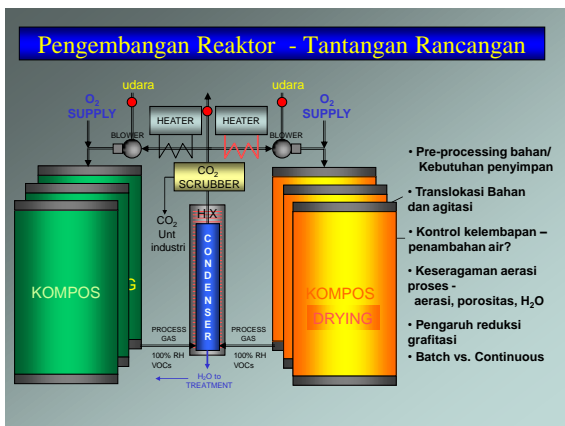 Pengembangan Reaktor - Tantangan Rancangan
udara
udara
O2
SUPPLY
O2
SUPPLY
HEATER
HEATER
BLOWER
BLOWER
CO2
SCRUBBER
CO2
Unt
industri
HX
CONDENSER
KOMPOS
G
KOMPOS
DRYING
PROCESS
GAS
100% RH
VOCs
PROCESS
GAS
100% RH
VOCs
H2O to
TREATMENT
• Pre-processing bahan/
Kebutuhan penyimpan
• Translokasi Bahan
dan agitasi
• Kontrol kelembapan –
penambahan air?
• Keseragaman aerasi
proses -
aerasi, porositas, H2O
• Pengaruh reduksi
grafitasi
• Batch vs. Continuous